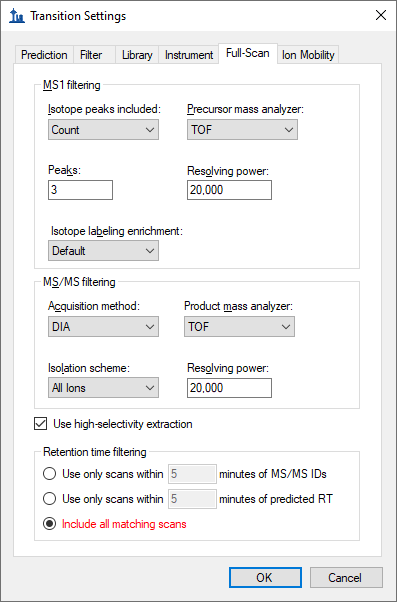 Transition Settings
Prediction Filter Library Instrument Full-Scan Ion Mobility
MS1 filtering
Isotope peaks included: Precursor mass analyzer:
Count TOF
Peaks: Resolving power:
3 20,000
Isotope labeling enrichment:
Default
MS/MS filtering
Acquisition method: Product mass analyzer:
DIA TOF
Isolation scheme: Resolving power:
All Ions 20,000
Use high-selectivity extraction
Retention time filtering
Use only scans within 5 minutes of MS/MS IDs
Use only scans within 5 minutes of predicted RT
Include all matching scans
OK Cancel